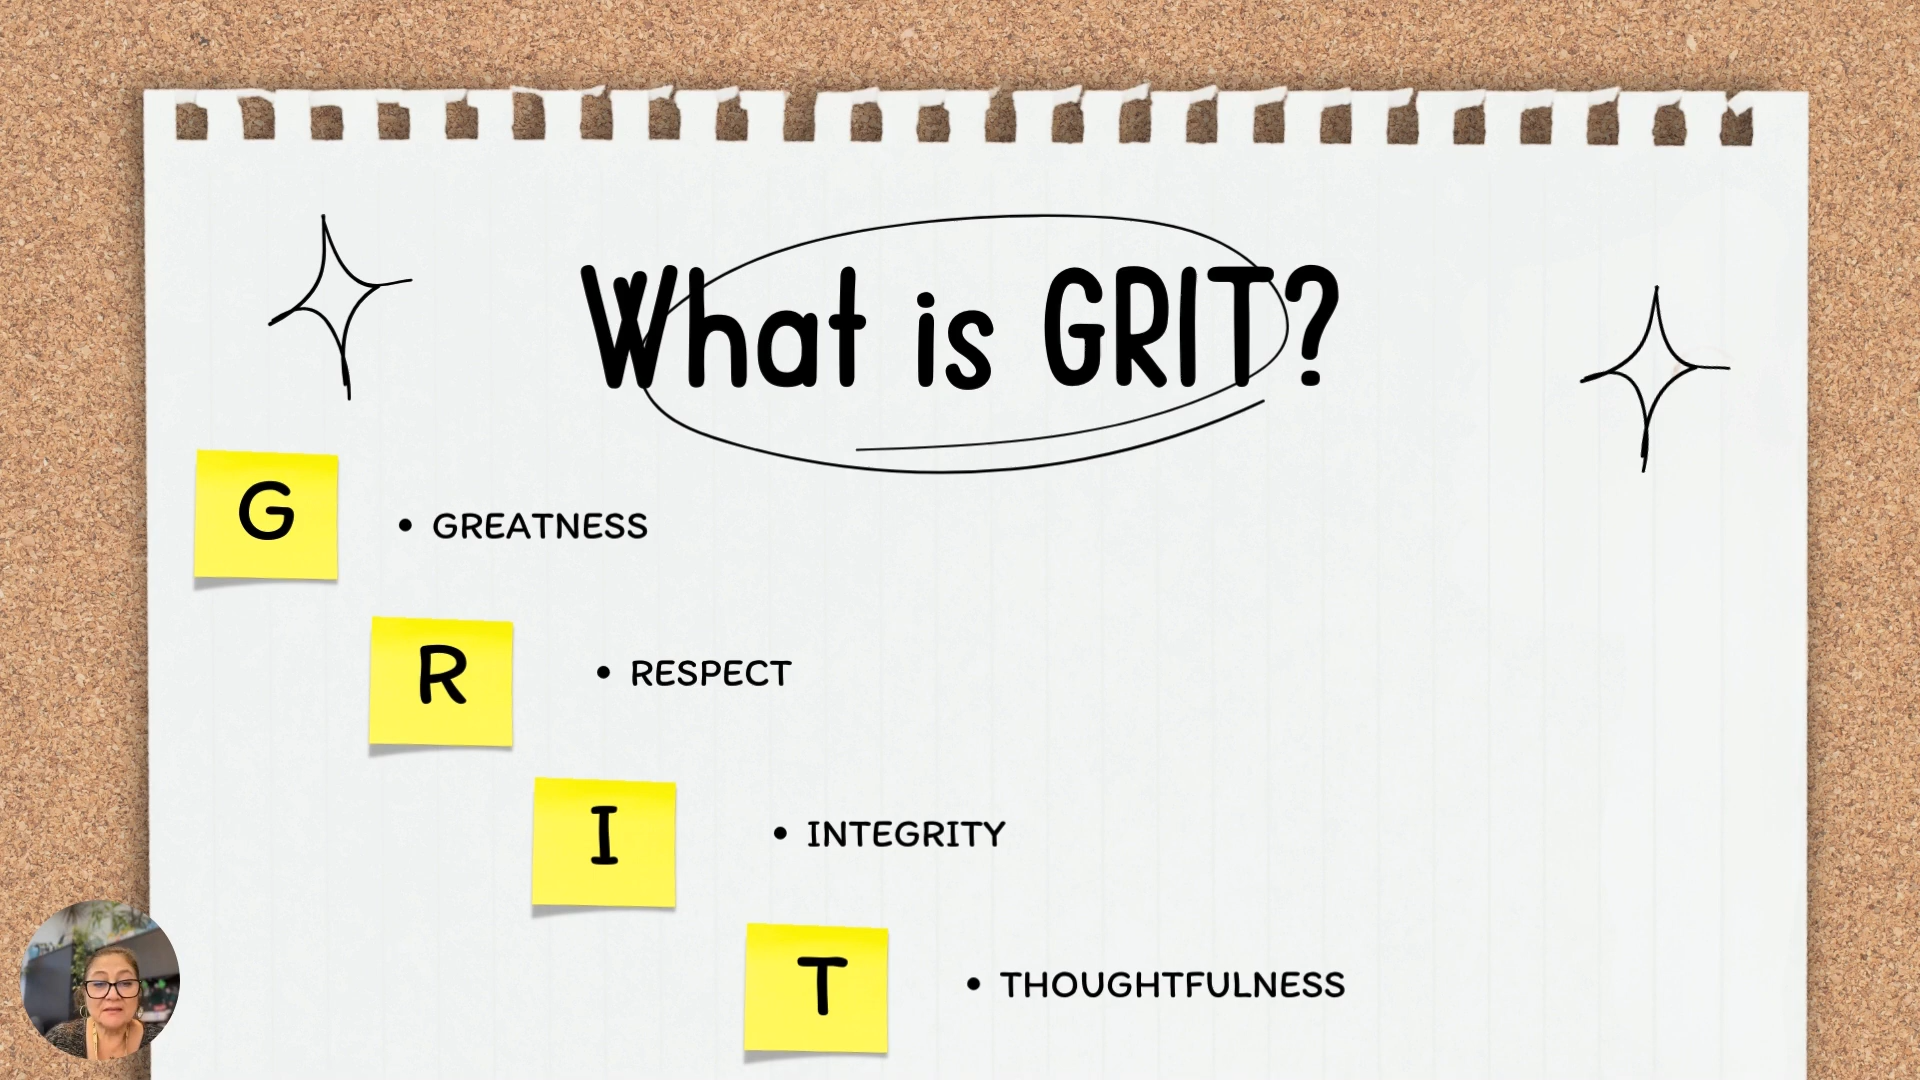 What is GRIT?
G
• GREATNESS
R
• RESPECT
I
• INTEGRITY
T
• THOUGHTFULNESS